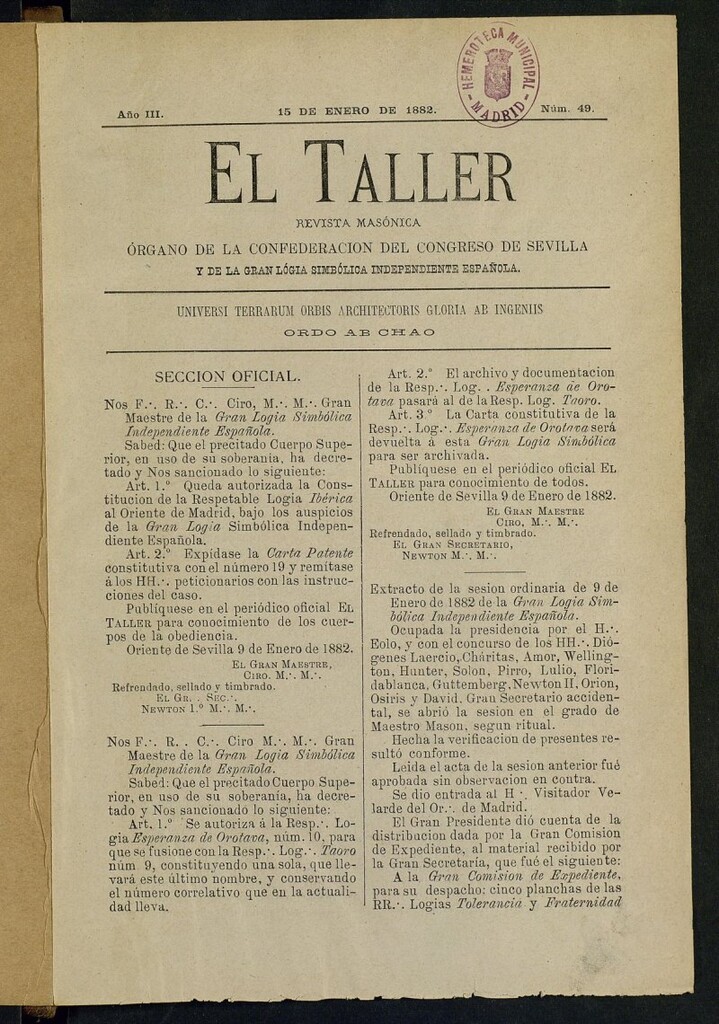 HEMEROTECA MUNICIPAL
MADRID
Año III.
15 DE ENERO DE 1882.
Núm. 49.
EL TALLER
REVISTA MASÓNICA
ÓRGANO DE LA CONFEDERACION DEL CONGRESO DE SEVILLA
Y DE LA GRAN LÓGIA SIMBÓLICA INDEPENDIENTE ESPAÑOLA.
UNIVERSI TERRARUM ORBIS ARCHITECTORIS GLORIA AB INGENIIS
ORDO AB CHAO
SECCION OFICIAL.
Nos F.·. R.·. C.·. Ciro, M.·. M.·. Gran
Maestre de la Gran Logia Simbólica
Independiente Española.
Sabed: Que el precitado Cuerpo Supe-
rior, en uso de su soberanía, ha decre-
tado y Nos sancionado lo siguiente:
Art. 1.º Queda autorizada la Cons-
titucion de la Respetable Logia Ibérica
al Oriente de Madrid, bajo los auspicios
de la Gran Logia Simbólica Indepen-
diente Española.
Art. 2.º Expídase la Carta Patente
constitutiva con el número 19 y remítase
á los HH.·. peticionarios con las instruc-
ciones del caso.
Publíquese en el periódico oficial EL
TALLER para conocimiento de los cuer-
pos de la obediencia.
Oriente de Sevilla 9 de Enero de 1882.
EL GRAN MAESTRE,
CIRO. M.·. M.·.
Refrendado, sellado y timbrado.
EL GR. . SEC.·.
NEWTON 1.º M.·. M.·.
Nos F.·. R. . C.·. Ciro M.·. M.·. Gran
Maestre de la Gran Logia Simbólica
Independiente Española.
Sabed: Que el precitado Cuerpo Supe-
rior, en uso de su soberanía, ha decre-
tado y Nos sancionado lo siguiente:
Art. 1.º Se autoriza á la Resp.·. Lo-
gia Esperanza de Orotava, núm. 10, para
que se fusione con la Resp.·. Log.·. Taoro
núm 9, constituyendo una sola, que lle-
vará este último nombre, y conservando
el número correlativo que en la actuali-
dad lleva.
Art. 2.º El archivo y documentacion
de la Resp.·. Log. . Esperanza de Oro-
tava pasará al de la Resp. Log. Taoro.
Art. 3º La Carta constitutiva de la
Resp.·. Log.·. Esperanza de Orotava será
devuelta á esta Gran Logia Simbólica
para ser archivada.
Publíquese en el periódico oficial EL
TALLER para conocimiento de todos.
Oriente de Sevilla 9 de Enero de 1882.
EL GRAN MAESTRE
CIRO, M.·. M.·.
Refrendado, sellado y timbrado.
EL GRAN SECRETARIO,
NEWTON M.·. M.·.
Extracto de la sesion ordinaria de 9 de
Enero de 1882 de la Gran Logia Sim-
bólica Independiente Española.
Ocupada la presidencia por el H.·.
Eolo, y con el concurso de los HH.·. Dió-
genes Laercio, Cháritas, Amor, Welling-
ton, Hunter, Solon, Pirro, Lulio, Flori-
dablanca, Guttemberg, Newton II, Orion,
Osiris y David, Gran Secretario acciden-
tal, se abrió la sesion en el grado de
Maestro Mason, segun ritual.
Hecha la verificacion de presentes re-
sultó conforme.
Leida el acta de la sesion anterior fué
aprobada sin observacion en contra.
Se dio entrada al H·. Visitador Ve-
larde del Or.·. de Madrid.
El Gran Presidente dió cuenta de la
distribucion dada por la Gran Comision
de Expediente, al material recibido por
la Gran Secretaría, que fué el siguiente:
A la Gran Comision de Expediente,
para su despacho: cinco planchas de las
RR.·. Logias Tolerancia y Fraternidad